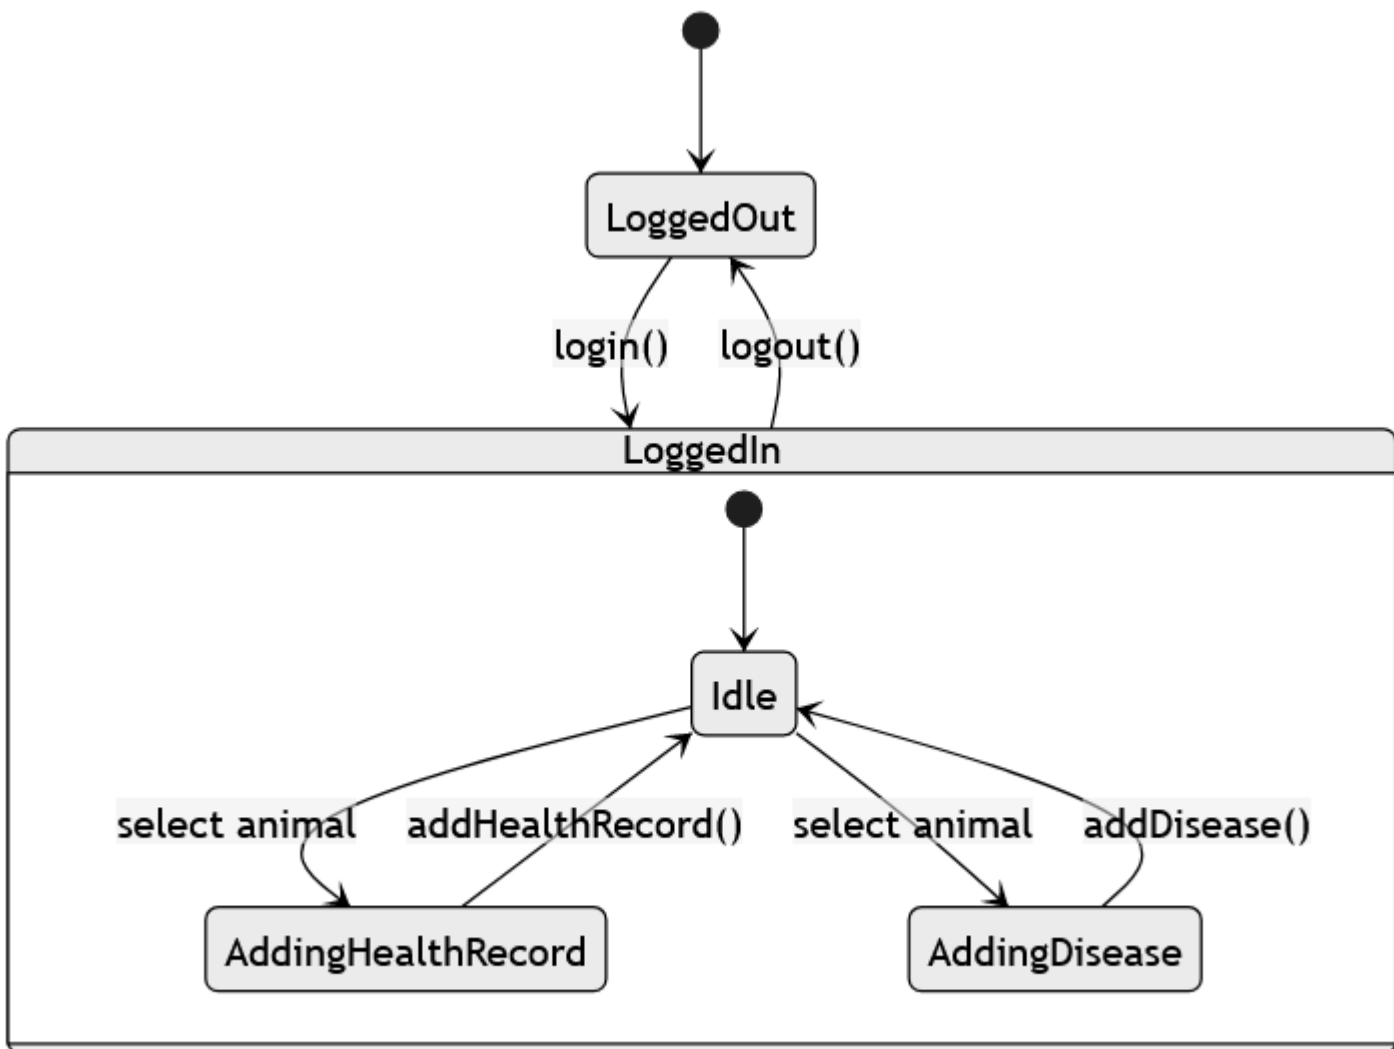 LoggedOut
login()
logout()
LoggedIn
Idle
select animal
addHealthRecord()
select animal
addDisease()
AddingHealthRecord
AddingDisease